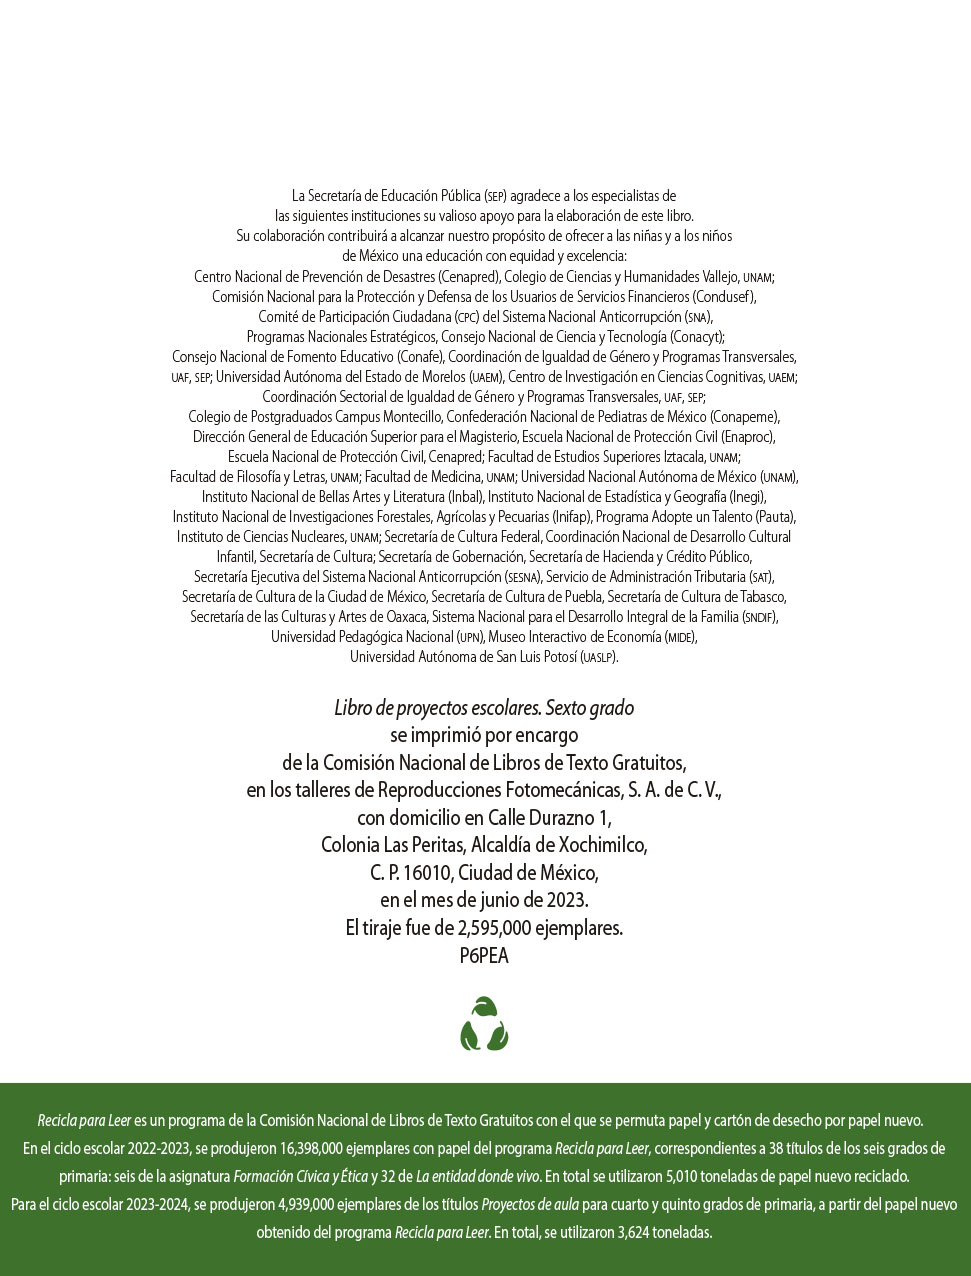 La Secretaría de Educación Pública (SEP) agradece a los especialistas de
las siguientes instituciones su valioso apoyo para la elaboración de este libro.
Su colaboración contribuirá a alcanzar nuestro propósito de ofrecer a las niñas y a los niños
de México una educación con equidad y excelencia:
Centro Nacional de Prevención de Desastres (Cenapred), Colegio de Ciencias y Humanidades Vallejo, UNAM;
Comisión Nacional para la Protección y Defensa de los Usuarios de Servicios Financieros (Condusef),
Comité de Participación Ciudadana (CPC) del Sistema Nacional Anticorrupción (SNA),
Programas Nacionales Estratégicos, Consejo Nacional de Ciencia y Tecnología (Conacyt);
Consejo Nacional de Fomento Educativo (Conafe), Coordinación de Igualdad de Género y Programas Transversales,
UAF, SEP; Universidad Autónoma del Estado de Morelos (UAEM), Centro de Investigación en Ciencias Cognitivas, UAEM;
Coordinación Sectorial de Igualdad de Género y Programas Transversales, UAF, SEP;
Colegio de Postgraduados Campus Montecillo, Confederación Nacional de Pediatras de México (Conapeme),
Dirección General de Educación Superior para el Magisterio, Escuela Nacional de Protección Civil (Enaproc),
Escuela Nacional de Protección Civil, Cenapred; Facultad de Estudios Superiores Iztacala, UNAM;
Facultad de Filosofía y Letras, UNAM; Facultad de Medicina, UNAM; Universidad Nacional Autónoma de México (UNAM),
Instituto Nacional de Bellas Artes y Literatura (Inbal), Instituto Nacional de Estadística y Geografía (Inegi),
Instituto Nacional de Investigaciones Forestales, Agrícolas y Pecuarias (Inifap), Programa Adopte un Talento (Pauta),
Instituto de Ciencias Nucleares, UNAM; Secretaría de Cultura Federal, Coordinación Nacional de Desarrollo Cultural
Infantil, Secretaría de Cultura; Secretaría de Gobernación, Secretaría de Hacienda y Crédito Público,
Secretaría Ejecutiva del Sistema Nacional Anticorrupción (SESNA), Servicio de Administración Tributaria (SAT),
Secretaría de Cultura de la Ciudad de México, Secretaría de Cultura de Puebla, Secretaría de Cultura de Tabasco,
Secretaría de las Culturas y Artes de Oaxaca, Sistema Nacional para el Desarrollo Integral de la Familia (SNDIF),
Universidad Pedagógica Nacional (UPN), Museo Interactivo de Economía (MIDE),
Universidad Autónoma de San Luis Potosí (UASLP).
Libro de proyectos escolares. Sexto grado
se imprimió por encargo
de la Comisión Nacional de Libros de Texto Gratuitos,
en los talleres de Reproducciones Fotomecánicas, S. A. de C. V.,
con domicilio en Calle Durazno 1,
Colonia Las Peritas, Alcaldía de Xochimilco,
C. P. 16010, Ciudad de México,
en el mes de junio de 2023.
El tiraje fue de 2,595,000 ejemplares.
P6PEA
Recicla para Leer es un programa de la Comisión Nacional de Libros de Texto Gratuitos con el que se permuta papel y cartón de desecho por papel nuevo.
En el ciclo escolar 2022-2023, se produjeron 16,398,000 ejemplares con papel del programa Recicla para Leer, correspondientes a 38 títulos de los seis grados de
primaria: seis de la asignatura Formación Cívica y Ética y 32 de La entidad donde vivo. En total se utilizaron 5,010 toneladas de papel nuevo reciclado.
Para el ciclo escolar 2023-2024, se produjeron 4,939,000 ejemplares de los títulos Proyectos de aula para cuarto y quinto grados de primaria, a partir del papel nuevo
obtenido del programa Recicla para Leer. En total, se utilizaron 3,624 toneladas.